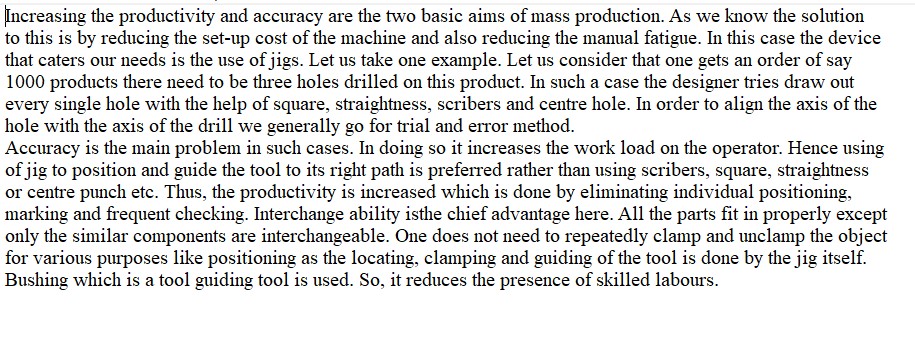 Increasing the productivity and accuracy are the two basic aims of mass production. As we know the solution
to this is by reducing the set-up cost of the machine and also reducing the manual fatigue. In this case the device
that caters our needs is the use of jigs. Let us take one example. Let us consider that one gets an order of say
1000 products there need to be three holes drilled on this product. In such a case the designer tries draw out
every single hole with the help of square, straightness, scribers and centre hole. In order to align the axis of the
hole with the axis of the drill we generally go for trial and error method.
Accuracy is the main problem in such cases. In doing so it increases the work load on the operator. Hence using
of jig to position and guide the tool to its right path is preferred rather than using scribers, square, straightness
or centre punch etc. Thus, the productivity is increased which is done by eliminating individual positioning,
marking and frequent checking. Interchange ability isthe chief advantage here. All the parts fit in properly except
only the similar components are interchangeable. One does not need to repeatedly clamp and unclamp the object
for various purposes like positioning as the locating, clamping and guiding of the tool is done by the jig itself.
Bushing which is a tool guiding tool is used. So, it reduces the presence of skilled labours.